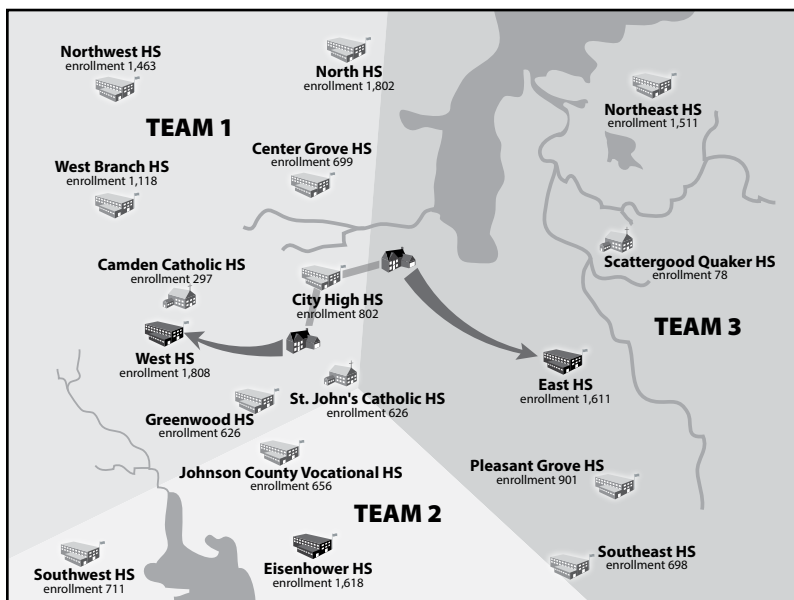 Northwest HS
enrollment 1,463
North HS
enrollment 1,802
Northeast HS
enrollment 1,511
TEAM 1
Center Grove HS
enrollment 699
West Branch HS
enrollment 1,118
Camden Catholic HS
enrollment 297
City High HS
enrollment 802
Scattergood Quaker HS
enrollment 78
TEAM 3
West HS
enrollment 1,808
East HS
enrollment 1,611
St. John's Catholic HS
enrollment 626
Greenwood HS
enrollment 626
Johnson County Vocational HS
enrollment 656
Pleasant Grove HS
enrollment 901
TEAM 2
Southwest HS
enrollment 711
Eisenhower HS
enrollment 1,618
Southeast HS
enrollment 698